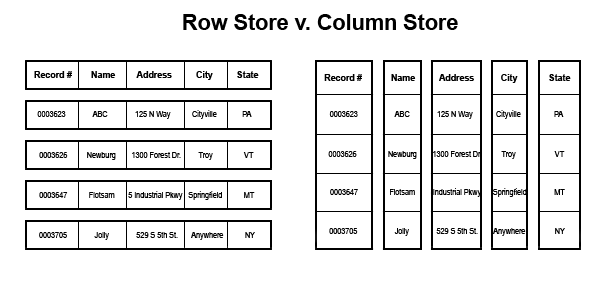 Row Store v. Column Store
Record # Name Address City State
0003623 ABC 125 N Way Cityville PA
0003626 Newburg 1300 Forest Dr. Troy VT
0003647 Flotsam 5 Industrial Pkwy Springfield MT
0003705 Jolly 529 S 5th St. Anywhere NY
Record # Name Address City State
0003623 ABC 125 N Way Cityville PA
0003626 Newburg 1300 Forest Dr Troy VT
0003647 Flotsam Industrial Pkwy Springfield MT
0003705 Jolly 529 S 5th St. Anywhere NY